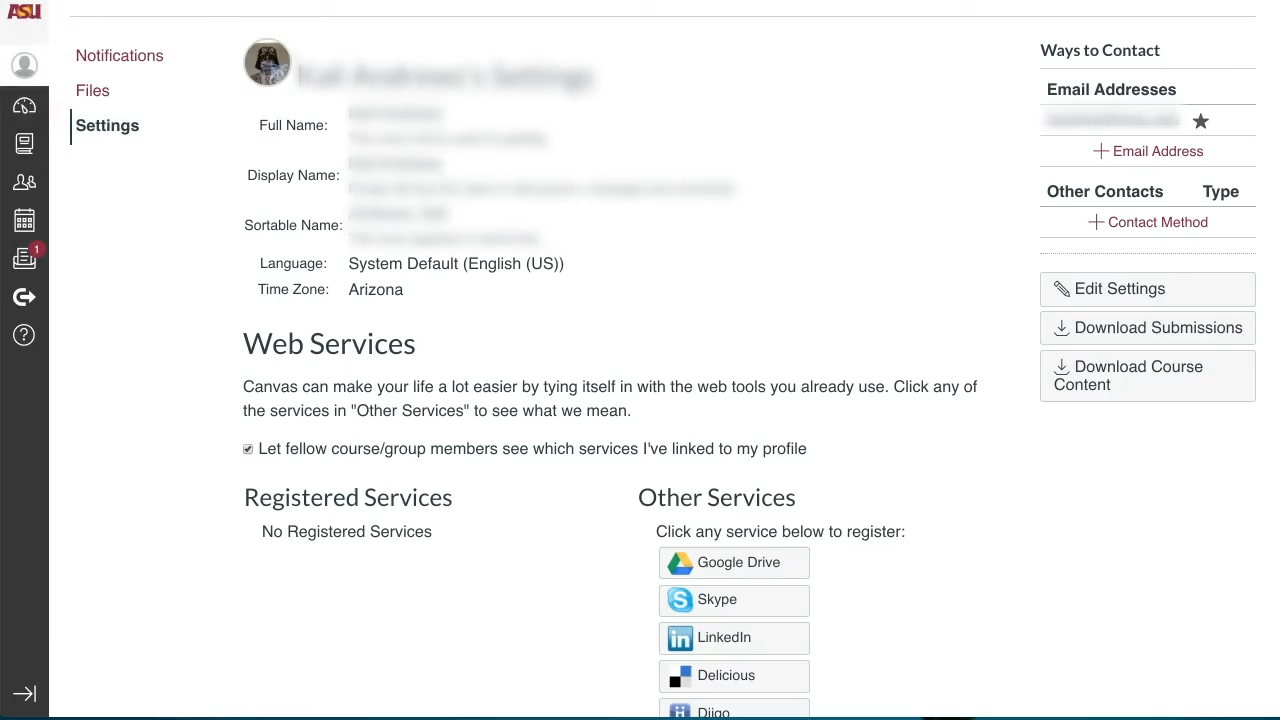 ASU
Notifications
Files
Settings
1
Full Name:
Display Name:
Sortable Name:
Language: System Default (English (US))
Time Zone: Arizona
Web Services
Canvas can make your life a lot easier by tying itself in with the web tools you already use. Click any of
the services in "Other Services" to see what we mean.
Let fellow course/group members see which services I've linked to my profile
Registered Services
No Registered Services
Other Services
Click any service below to register:
Google Drive
Skype
LinkedIn
Delicious
Diigo
Ways to Contact
Email Addresses
Email Address
Other Contacts Type
Contact Method
Edit Settings
Download Submissions
Download Course
Content